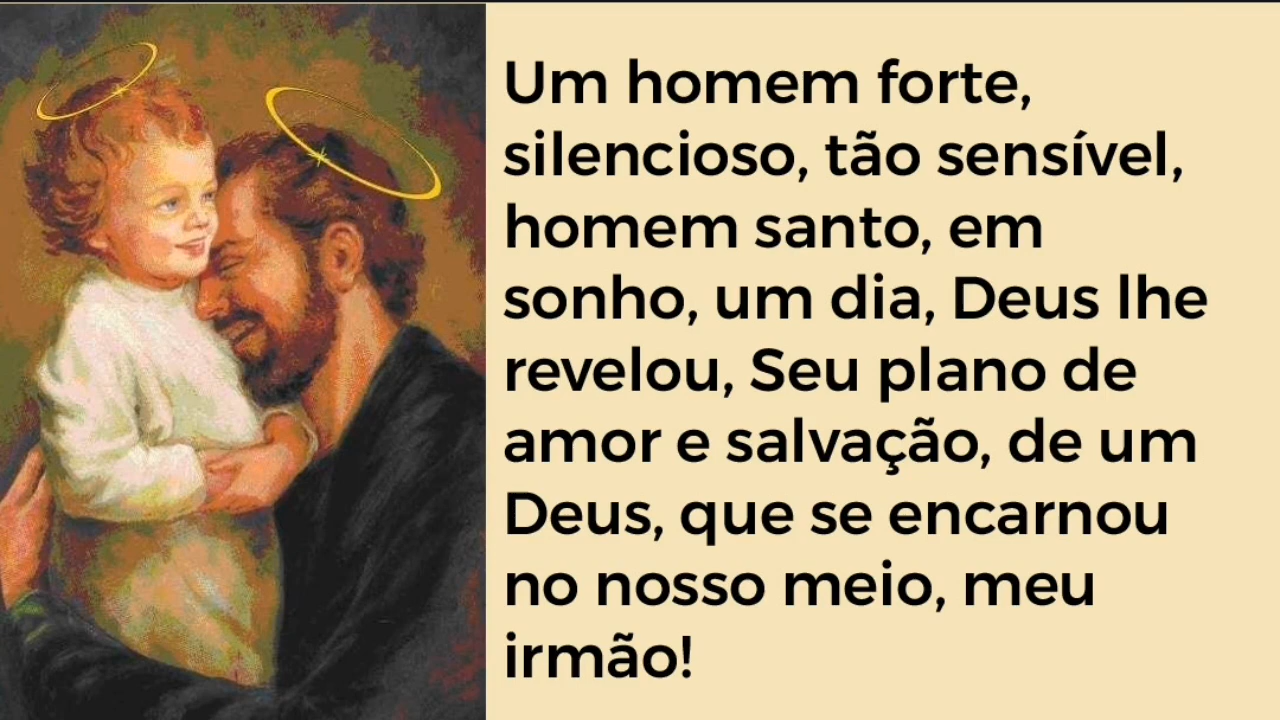 Um homem forte,
silencioso, tão sensível,
homem santo, em
sonho, um dia, Deus lhe
revelou, Seu plano de
amor e salvação, de um
Deus, que se encarnou
no nosso meio, meu
irmão!